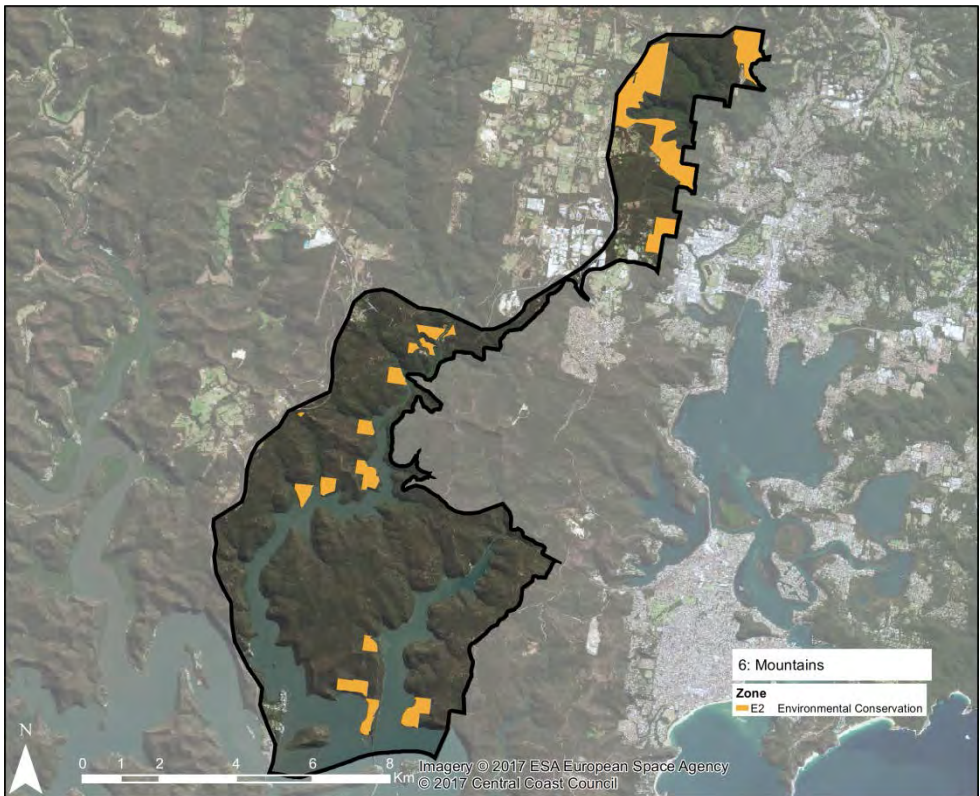 6: Mountains
Zone
E2 Environmental Conservation
N
0 2 4 6 8
Km
Imagery © 2017 ESA European Space Agency
© 2017 Central Coast Council